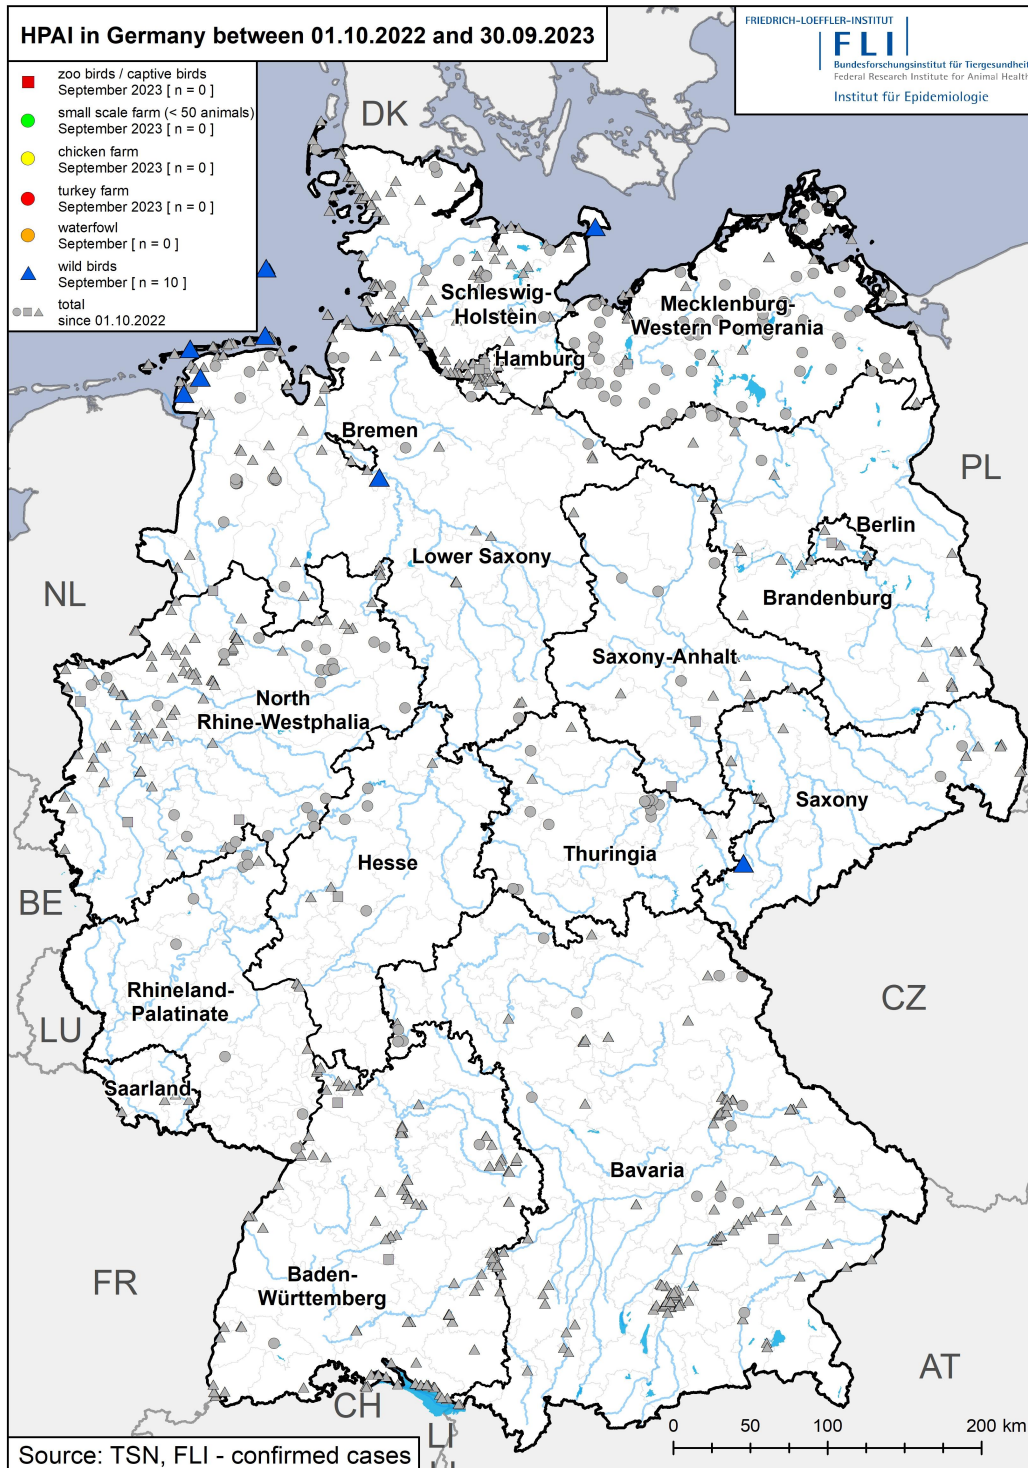 HPAI in Germany between 01.10.2022 and 30.09.2023
FRIEDRICH-LOEFFLER-INSTITUT
FLI
Bundesforschungsinstitut für Tiergesundheit
Federal Research Institute for Animal Health
Institut für Epidemiologie
zoo birds / captive birds
September 2023 [ n = 0 ]
small scale farm (< 50 animals)
September 2023 [ n = 0 ]
chicken farm
September 2023 [ n = 0 ]
turkey farm
September 2023 [ n = 0 ]
waterfowl
September [ n = 0 ]
wild birds
September [ n = 10 ]
total
since 01.10.2022
DK
Schleswig-
Holstein
Mecklenburg-
Western Pomerania
Hamburg
Bremen
PL
Berlin
Lower Saxony
NL
Brandenburg
Saxony-Anhalt
North
Rhine-Westphalia
Saxony
Thuringia
Hesse
BE
Rhineland-
Palatinate
CZ
LU
Saarland
Bavaria
FR
Baden-
Württemberg
AT
CH
LI
0 50 100 200 km
Source: TSN, FLI - confirmed cases